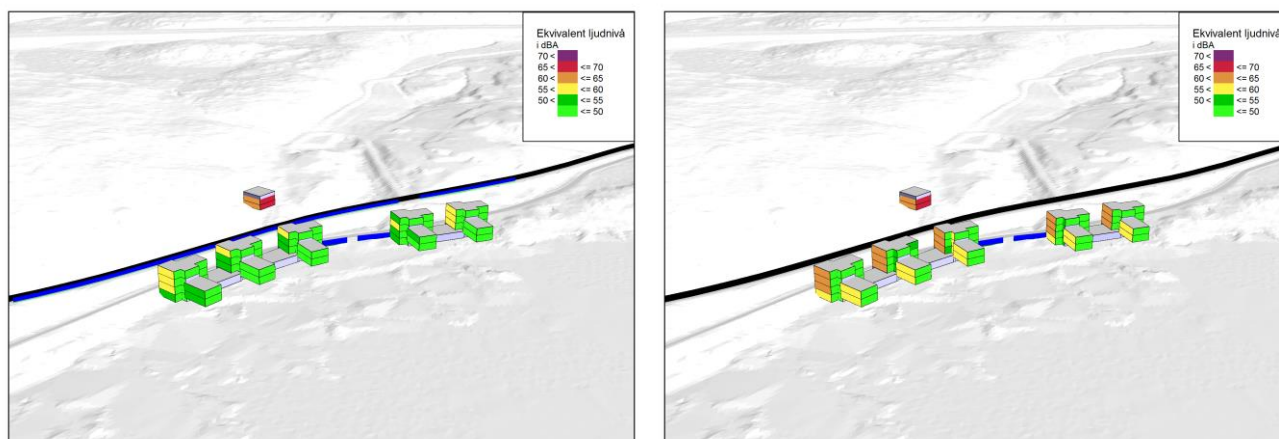 Ekvivalent ljudnivå
i dBA
70 <
65 < <= 70
60 < <= 65
55 < <= 60
50 < <= 55
<= 50
Ekvivalent ljudnivå
i dBA
70 <
65 < <= 70
60 < <= 65
55 < <= 60
50 < <= 55
<= 50